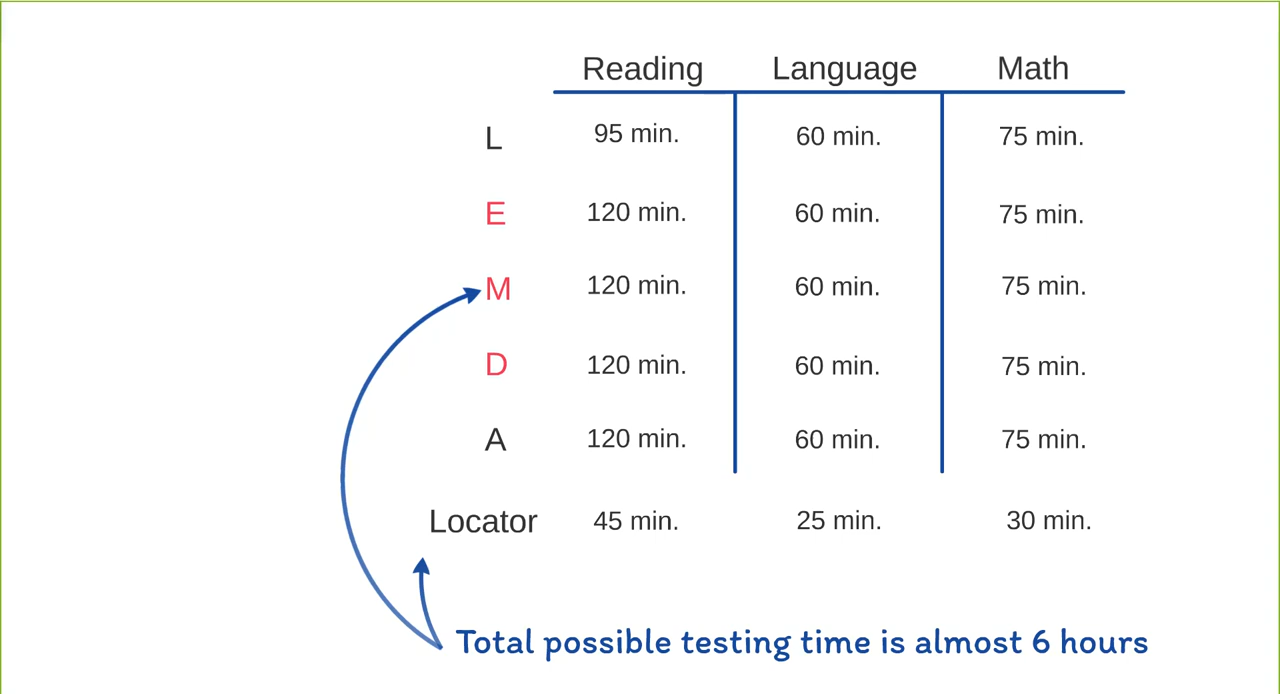 Reading Language Math
L 95 min. 60 min. 75 min.
E 120 min. 60 min. 75 min.
M 120 min. 60 min. 75 min.
D 120 min. 60 min. 75 min.
A 120 min. 60 min. 75 min.
Locator 45 min. 25 min. 30 min.
Total possible testing time is almost 6 hours